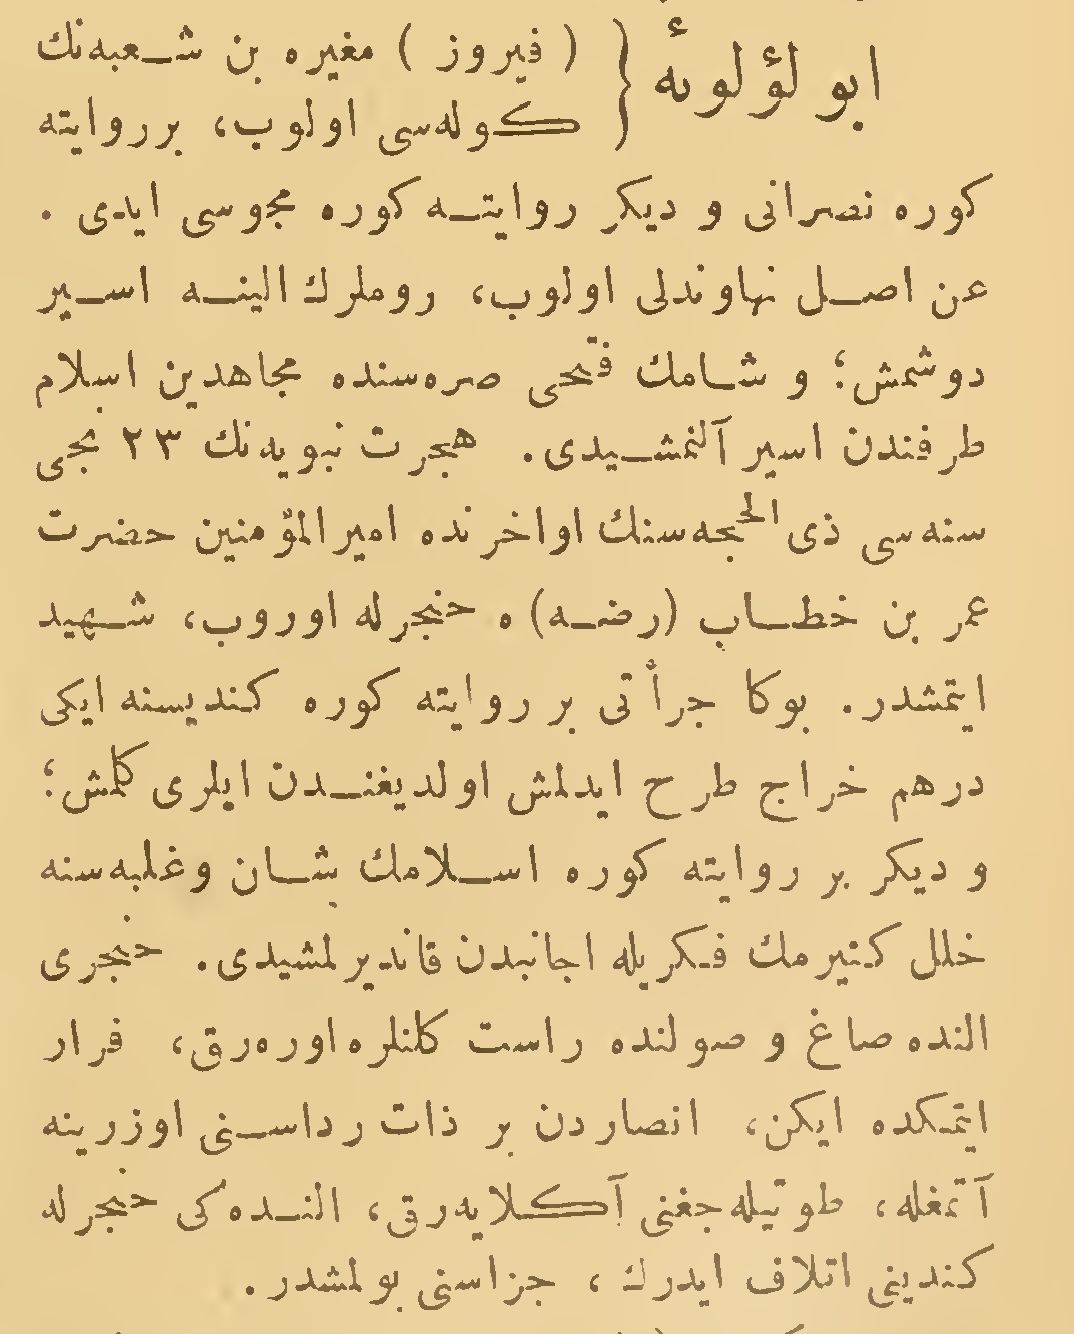 ابو لؤلوءهٔ { ( فیروز ) مغیره بن شعبه‌نك
كوله‌سی اولوب، بر روایته
كوره نصرانی و دیكر روایته كوره مجوسی ایدی .
عن اصل نهاوندلی اولوب، روملرك الینه اسیر
دوشمش؛ و شامك فتحی صره‌سنده مجاهدین اسلام
طرفندن اسیر آلنمشیدی. هجرت نبویه‌نك ٢٣ نجی
سنه‌سی ذی‌الحجه‌سنك اواخرنده امیرالمؤمنین حضرت
عمر بن خطاب (رضه) ه خنجرله اوروب، شهید
ایتمشدر. بوكا جرأتی بر روایته كوره كندیسنه ایكی
درهم خراج طرح ایدلمش اولدیغندن ایلری كلمش؛
و دیكر بر روایته كوره اسلامك شان وغلبه‌سنه
خلل كتیرمك فكریله اجانبدن قاندیرلمشیدی. خنجری
النده صاغ و صولنده راست كلنلره اوره‌رق، فرار
ایتمكده ایكن، انصاردن بر ذات رداسنی اوزرینه
آتمغله، طوتیله‌جغنی آكلایه‌رق، النده‌كی خنجرله
كندینی اتلاف ایدرك ، جزاسنی بولمشدر .